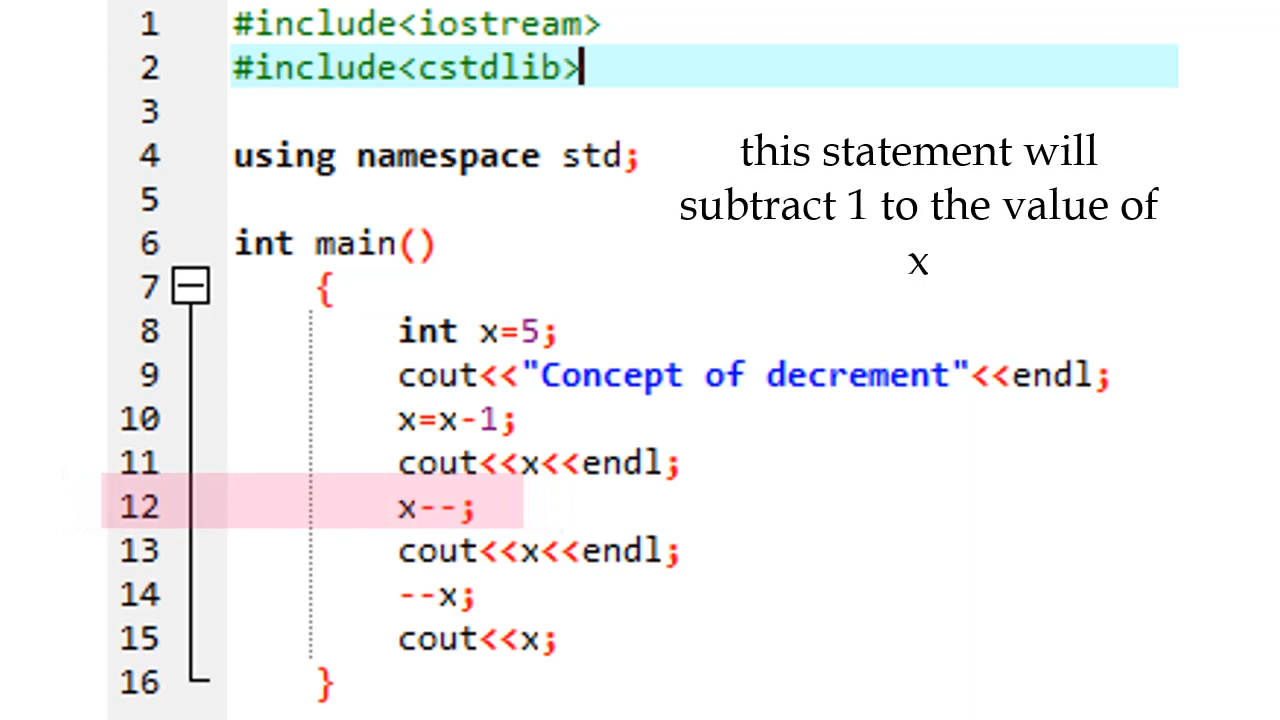 1 #include<iostream>
2 #include<cstdlib>
3
4 using namespace std;
5
6 int main()
7 {
8 int x=5;
9 cout<<"Concept of decrement"<<endl;
10 x=x-1;
11 cout<<x<<endl;
12 x--;
13 cout<<x<<endl;
14 --x;
15 cout<<x;
16 }
this statement will
subtract 1 to the value of
x